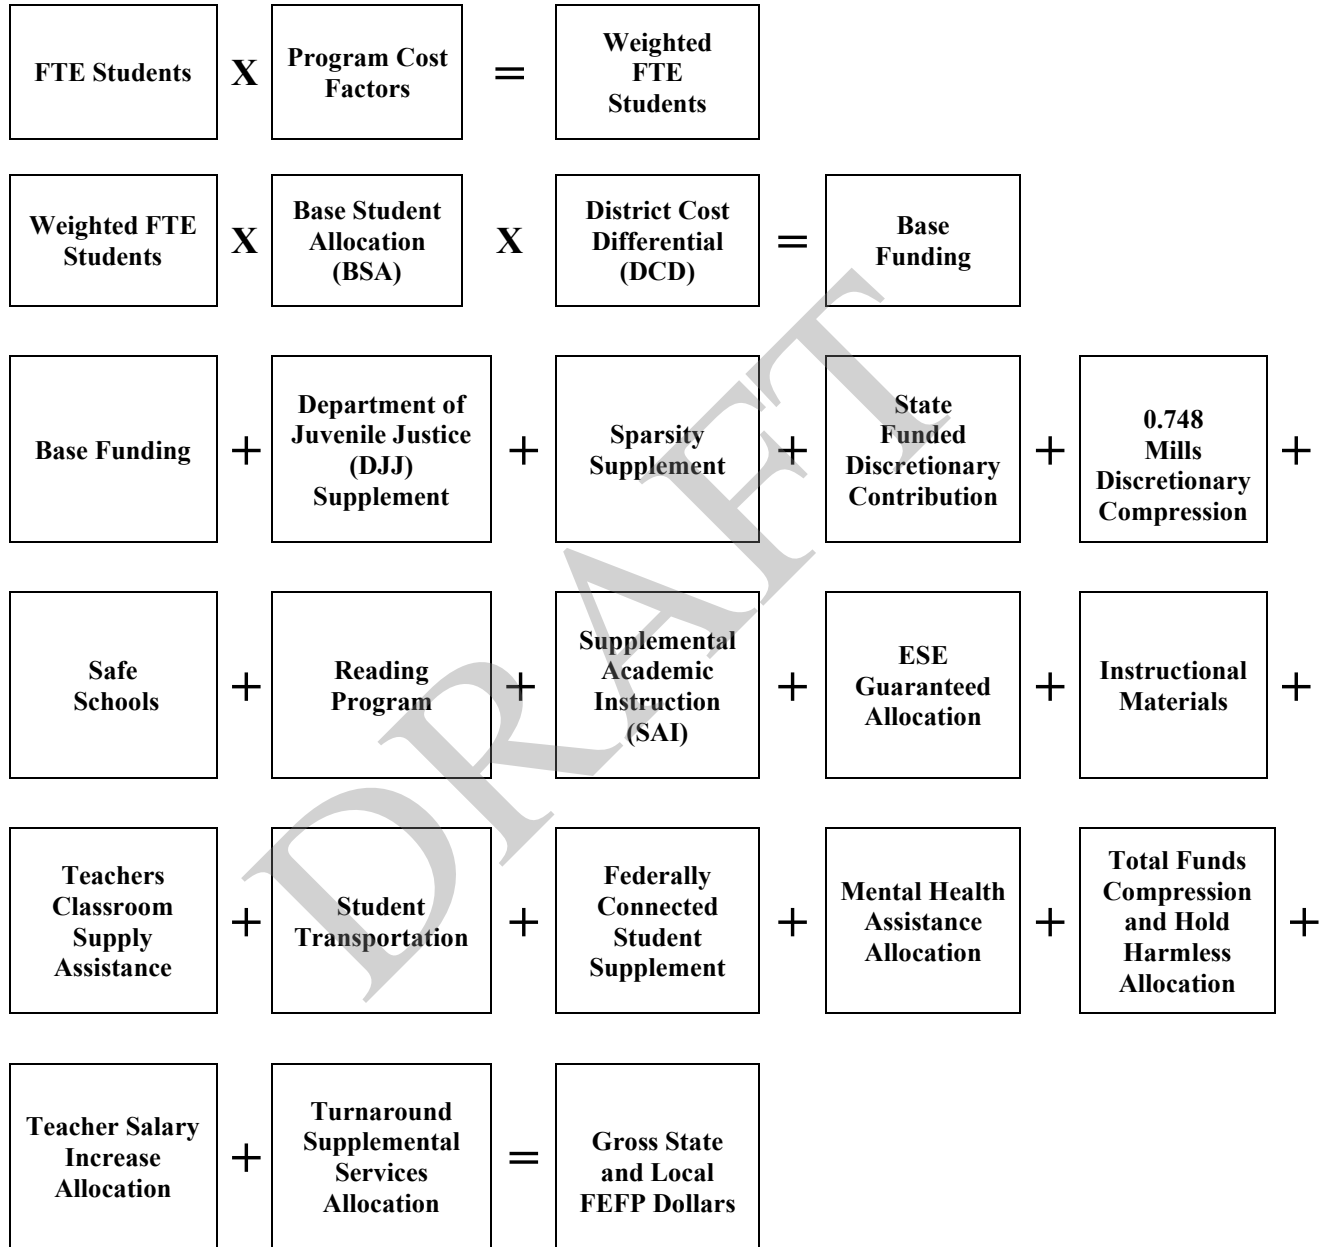 FTE Students X Program Cost Factors = Weighted FTE Students
Weighted FTE Students X Base Student Allocation (BSA) X District Cost Differential (DCD) = Base Funding
Base Funding + Department of Juvenile Justice (DJJ) Supplement + Sparsity Supplement + State Funded Discretionary Contribution + 0.748 Mills Discretionary Compression +
Safe Schools + Reading Program + Supplemental Academic Instruction (SAI) + ESE Guaranteed Allocation + Instructional Materials +
Teachers Classroom Supply Assistance + Student Transportation + Federally Connected Student Supplement + Mental Health Assistance Allocation + Total Funds Compression and Hold Harmless Allocation +
Teacher Salary Increase Allocation + Turnaround Supplemental Services Allocation = Gross State and Local FEFP Dollars
DRAFT